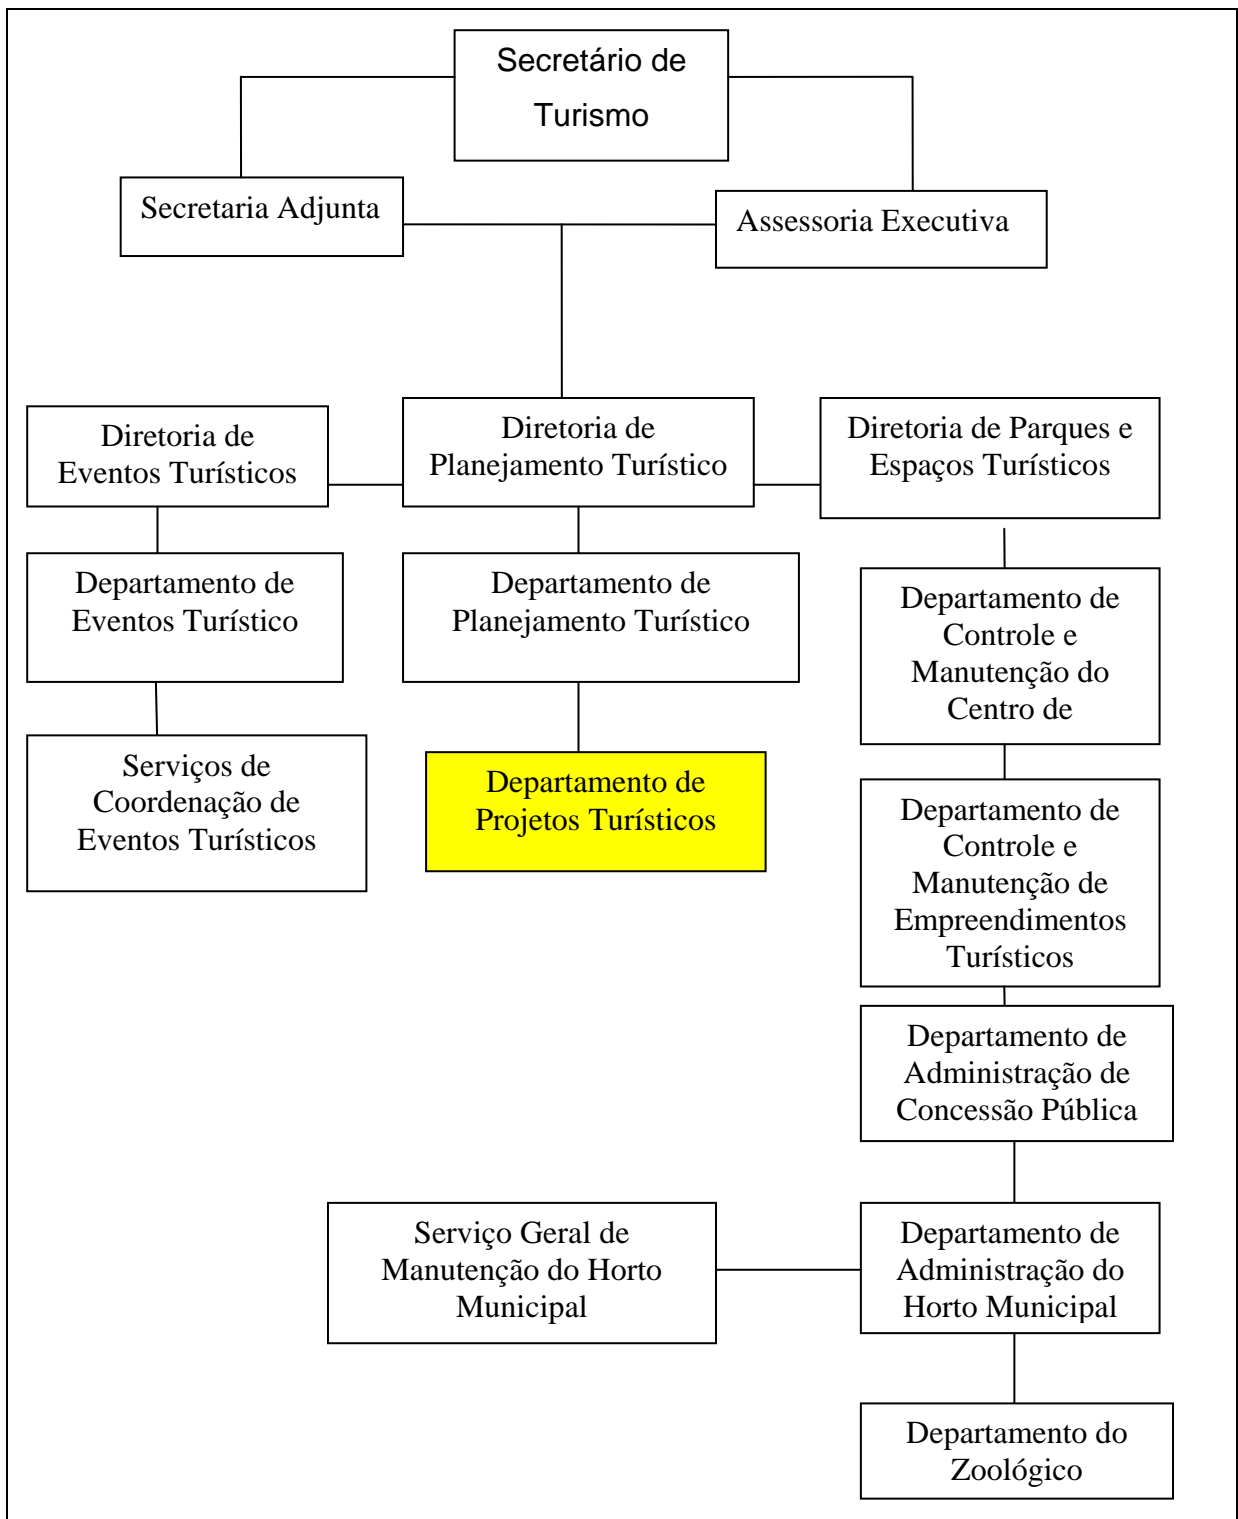 Secretário de
Turismo
Secretaria Adjunta
Assessoria Executiva
Diretoria de
Eventos Turísticos
Diretoria de
Planejamento Turístico
Diretoria de Parques e
Espaços Turísticos
Departamento de
Eventos Turístico
Departamento de
Planejamento Turístico
Departamento de
Controle e
Manutenção do
Centro de
Serviços de
Coordenação de
Eventos Turísticos
Departamento de
Projetos Turísticos
Departamento de
Controle e
Manutenção de
Empreendimentos
Turísticos
Departamento de
Administração de
Concessão Pública
Serviço Geral de
Manutenção do Horto
Municipal
Departamento de
Administração do
Horto Municipal
Departamento do
Zoológico